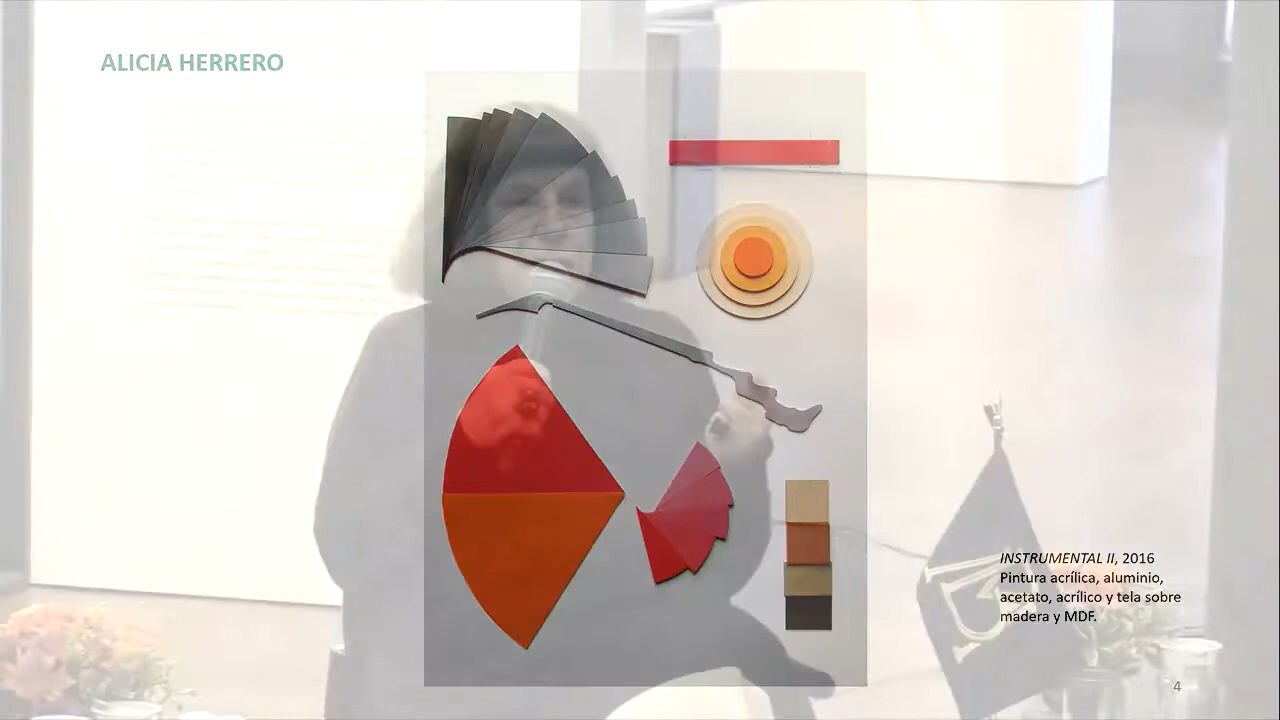 ALICIA HERRERO
INSTRUMENTAL II, 2016
Pintura acrílica, aluminio,
acetato, acrílico y tela sobre
madera y MDF.
4